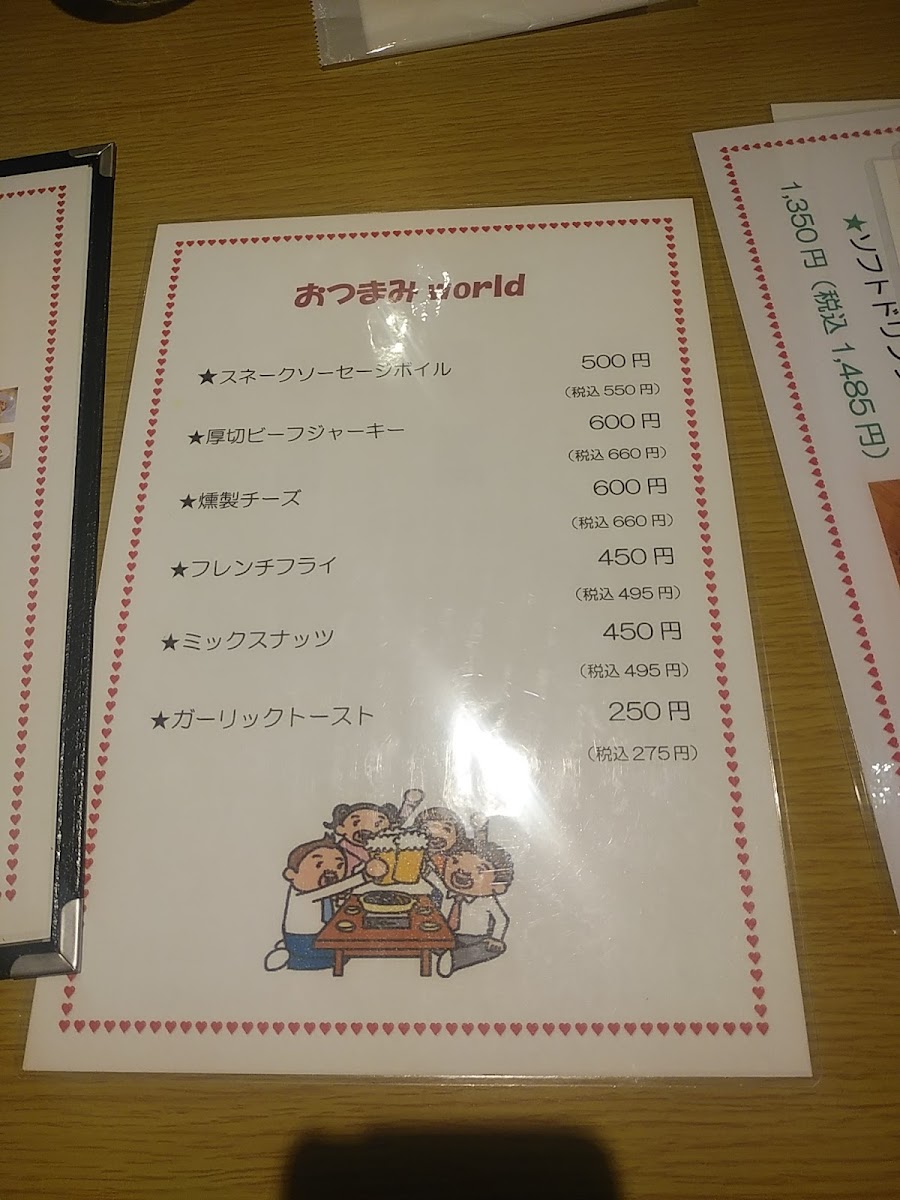 おつまみ world
★スネークソーセージボイル 500円
(税込 550円)
★厚切ビーフジャーキー 600円
(税込 660円)
★燻製チーズ 600円
(税込 660円)
★フレンチフライ 450円
(税込 495円)
★ミックスナッツ 450円
(税込 495円)
★ガーリックトースト 250円
(税込 275円)
★ソフトドリン
1,350円(税込 1,485円)